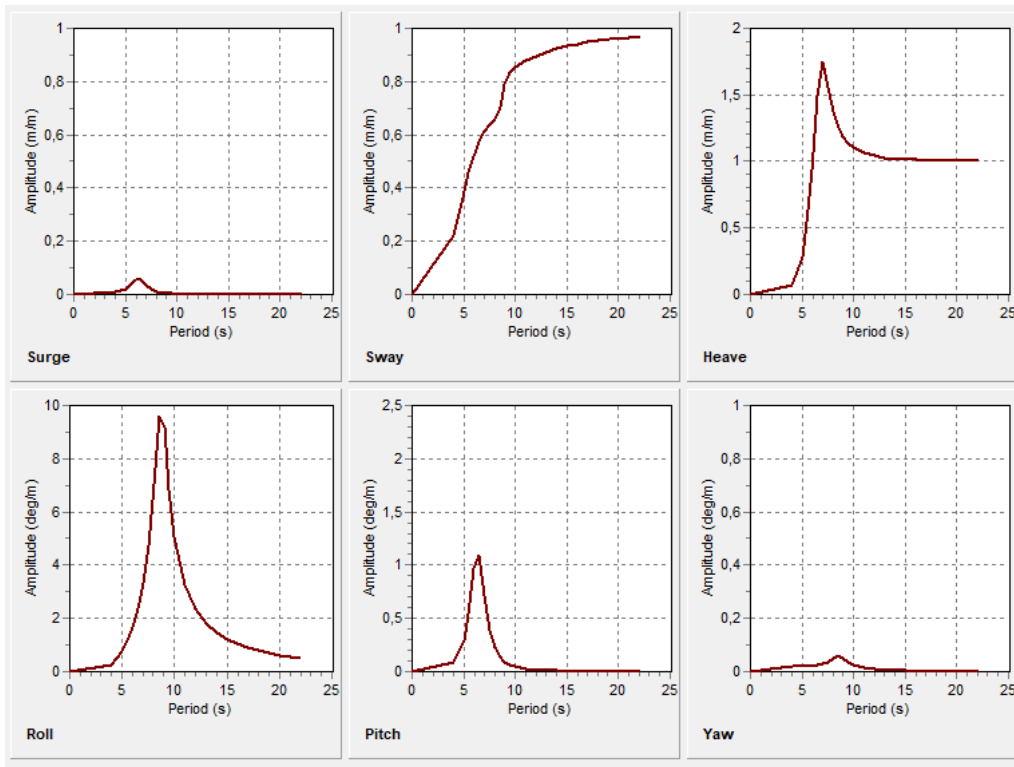 1
0,8
0,6
0,4
0,2
0
Amplitude (m/m)
0 5 10 15 20 25
Period (s)
Surge
1
0,8
0,6
0,4
0,2
0
Amplitude (m/m)
0 5 10 15 20 25
Period (s)
Sway
2
1,5
1
0,5
0
Amplitude (m/m)
0 5 10 15 20 25
Period (s)
Heave
10
8
6
4
2
0
Amplitude (deg/m)
0 5 10 15 20 25
Period (s)
Roll
2,5
2
1,5
1
0,5
0
Amplitude (deg/m)
0 5 10 15 20 25
Period (s)
Pitch
1
0,8
0,6
0,4
0,2
0
Amplitude (deg/m)
0 5 10 15 20 25
Period (s)
Yaw